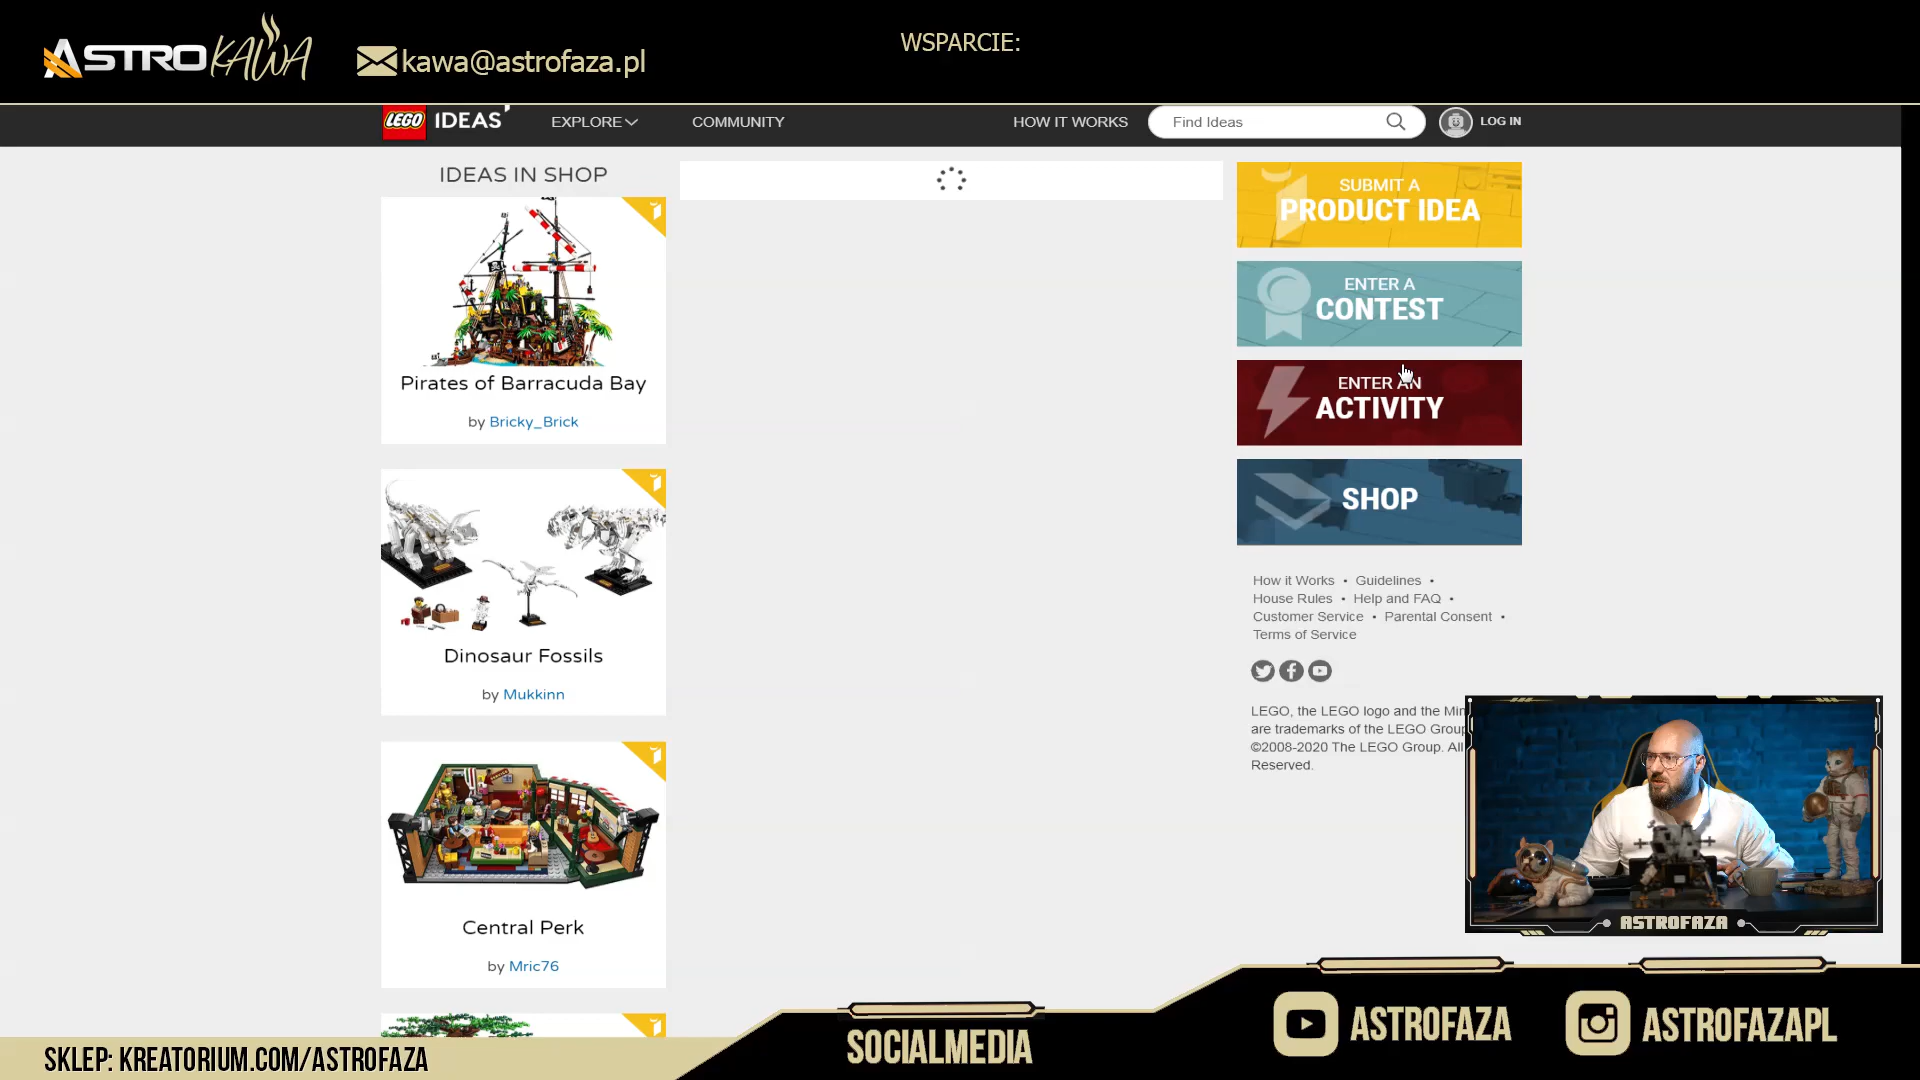 ASTRO KAWA
kawa@astrofaza.pl
WSPARCIE:
LEGO IDEAS
EXPLORE
COMMUNITY
HOW IT WORKS
Find Ideas
LOG IN
IDEAS IN SHOP
Pirates of Barracuda Bay
by Bricky_Brick
Dinosaur Fossils
by Mukkinn
Central Perk
by Mric76
SUBMIT A
PRODUCT IDEA
ENTER A
CONTEST
ENTER AN
ACTIVITY
SHOP
How it Works • Guidelines •
House Rules • Help and FAQ •
Customer Service • Parental Consent •
Terms of Service
LEGO, the LEGO logo and the
are trademarks of the LEGO Group
©2008-2020 The LEGO Group. All
Reserved.
ASTROFAZA
SKLEP: KREATORIUM.COM/ASTROFAZA
SOCIALMEDIA
ASTROFAZA
ASTROFAZAPL